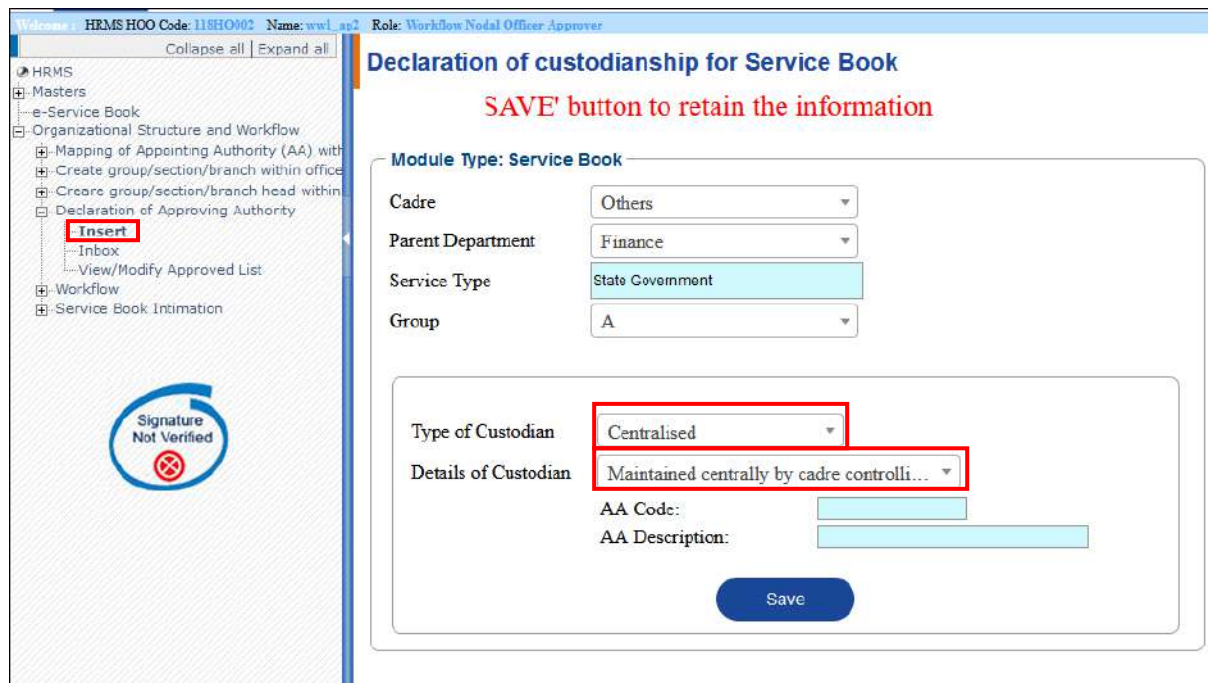 Welcome : HRMS HOO Code: 118HO002 Name: wwl_ap2 Role: Workflow Nodal Officer Approver
Collapse all | Expand all
HRMS
Masters
e-Service Book
Organizational Structure and Workflow
Mapping of Appointing Authority (AA) with
Create group/section/branch within office
Create group/section/branch head within
Declaration of Approving Authority
Insert
Inbox
View/Modify Approved List
Workflow
Service Book Intimation
Signature
Not Verified
Declaration of custodianship for Service Book
SAVE' button to retain the information
Module Type: Service Book
Cadre Others
Parent Department Finance
Service Type State Government
Group A
Type of Custodian Centralised
Details of Custodian Maintained centrally by cadre controlli...
AA Code:
AA Description:
Save